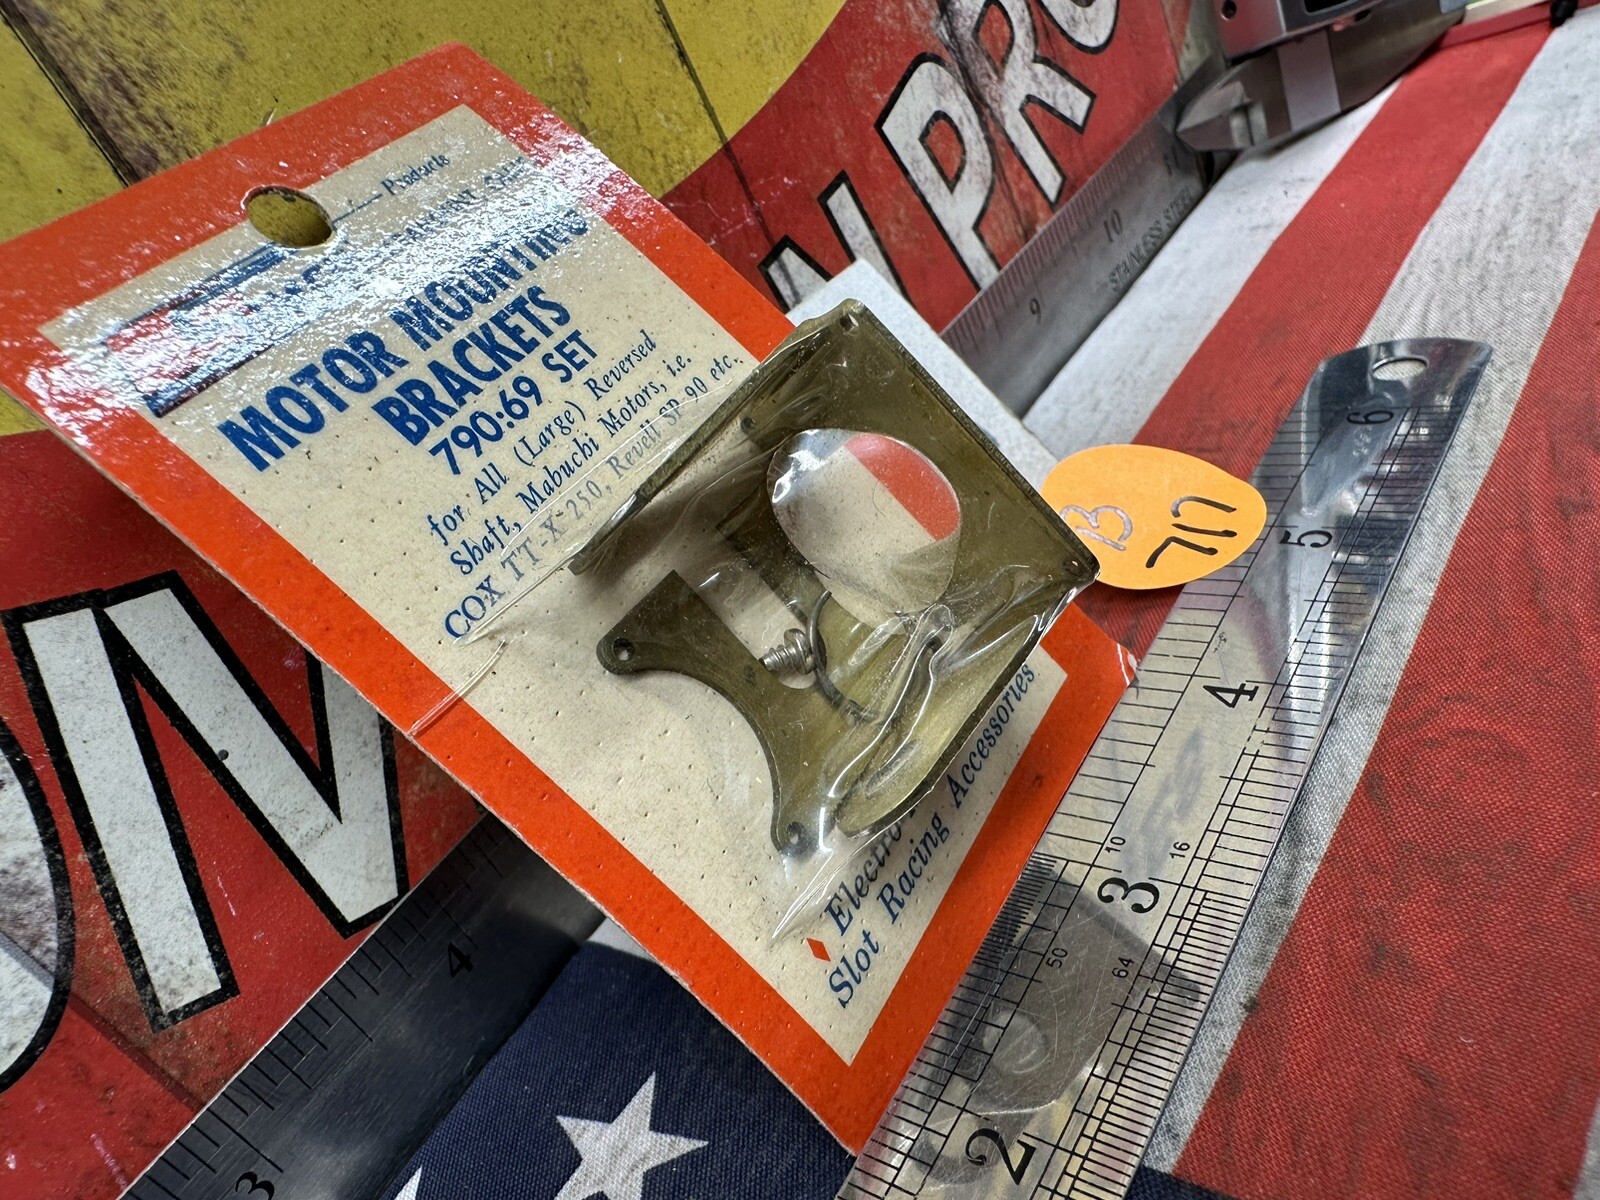 Products
MOTOR MOUNTING
BRACKETS
790:69 SET
for All (Large) Reversed
Shaft, Mabuchi Motors, i.e.
COX TT-X-250, Revell SP 90 etc.
Electro
Slot Racing Accessories
B
717
N PRO
9
10
STAINLESS STEEL
6
5
4
3
2
10
16
50
64
4
3